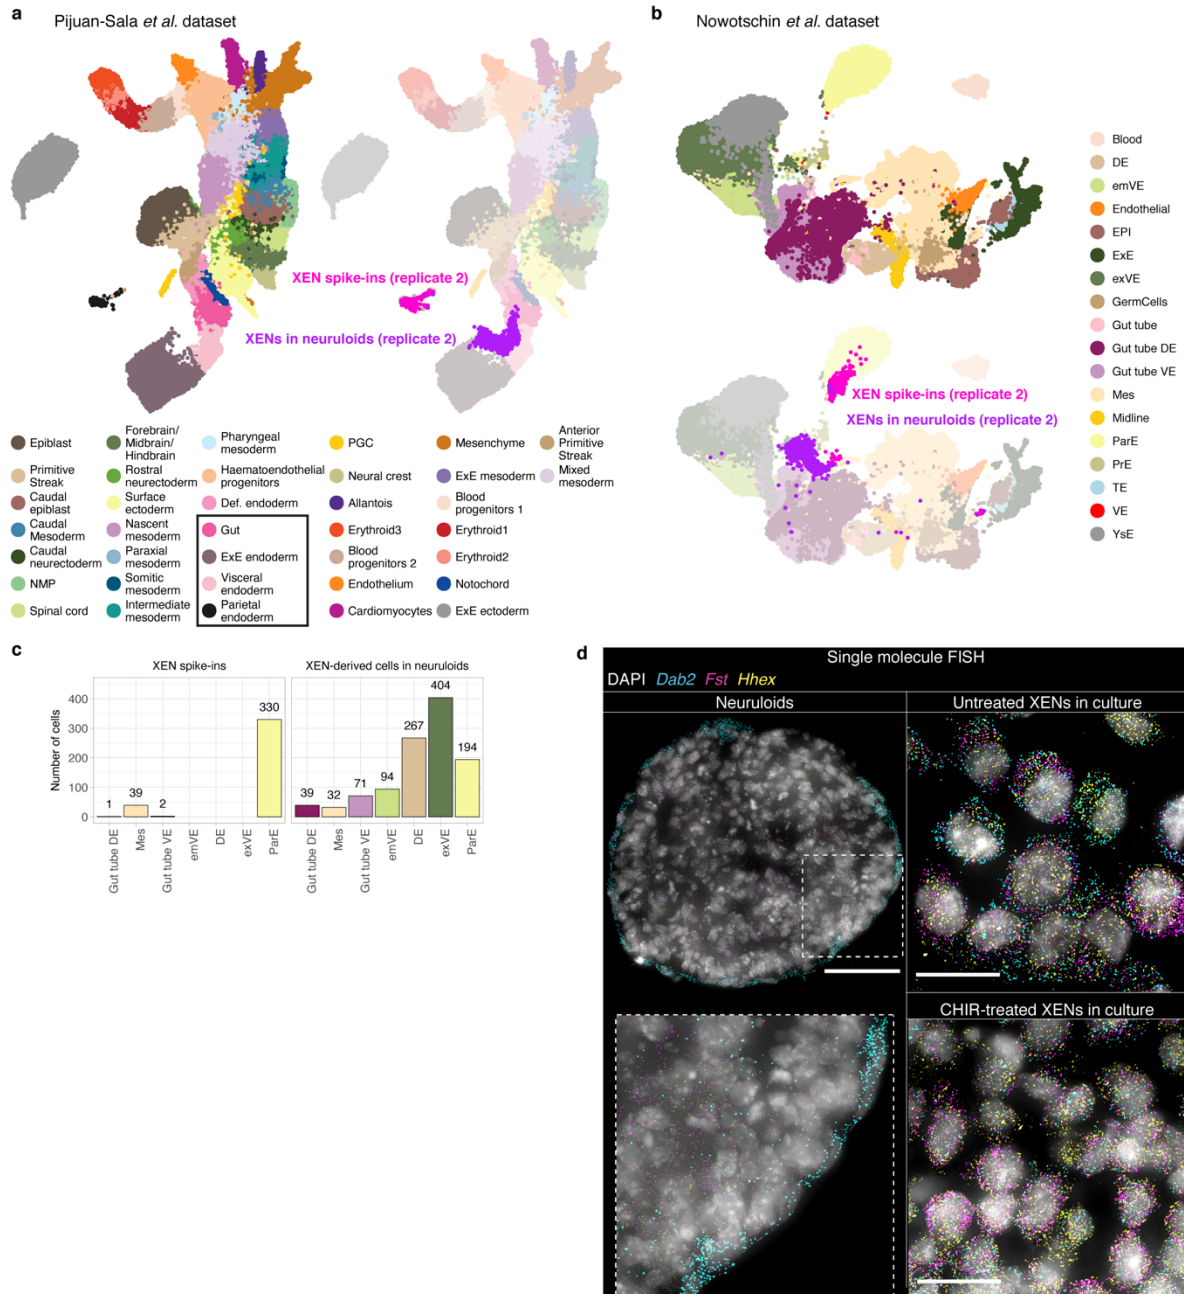 a
Pijuan-Sala et al. dataset
XEN spike-ins (replicate 2)
XENs in neuruloids (replicate 2)
Epiblast
Primitive
Streak
Caudal
epiblast
Caudal
Mesoderm
Caudal
neurectoderm
NMP
Spinal cord
Forebrain/
Midbrain/
Hindbrain
Rostral
neurectoderm
Surface
ectoderm
Nascent
mesoderm
Paraxial
mesoderm
Somitic
mesoderm
Intermediate
mesoderm
Pharyngeal
mesoderm
Haematoendothelial
progenitors
Def. endoderm
Gut
ExE endoderm
Visceral
endoderm
Parietal
endoderm
PGC
Neural crest
Allantois
Erythroid3
Blood
progenitors 2
Endothelium
Cardiomyocytes
Mesenchyme
ExE mesoderm
Blood
progenitors 1
Erythroid1
Erythroid2
Notochord
ExE ectoderm
Anterior
Primitive
Streak
Mixed
mesoderm
b
Nowotschin et al. dataset
XEN spike-ins (replicate 2)
XENs in neuruloids (replicate 2)
Blood
DE
emVE
Endothelial
EPI
ExE
exVE
GermCells
Gut tube
Gut tube DE
Gut tube VE
Mes
Midline
ParE
PrE
TE
VE
YsE
c
XEN spike-ins
XEN-derived cells in neuruloids
Number of cells
400
300
200
100
0
1
39
2
330
39
32
71
94
267
404
194
Gut tube DE
Mes
Gut tube VE
emVE
DE
exVE
ParE
Gut tube DE
Mes
Gut tube VE
emVE
DE
exVE
ParE
d
Single molecule FISH
DAPI Dab2 Fst Hhex
Neuruloids
Untreated XENs in culture
CHIR-treated XENs in culture